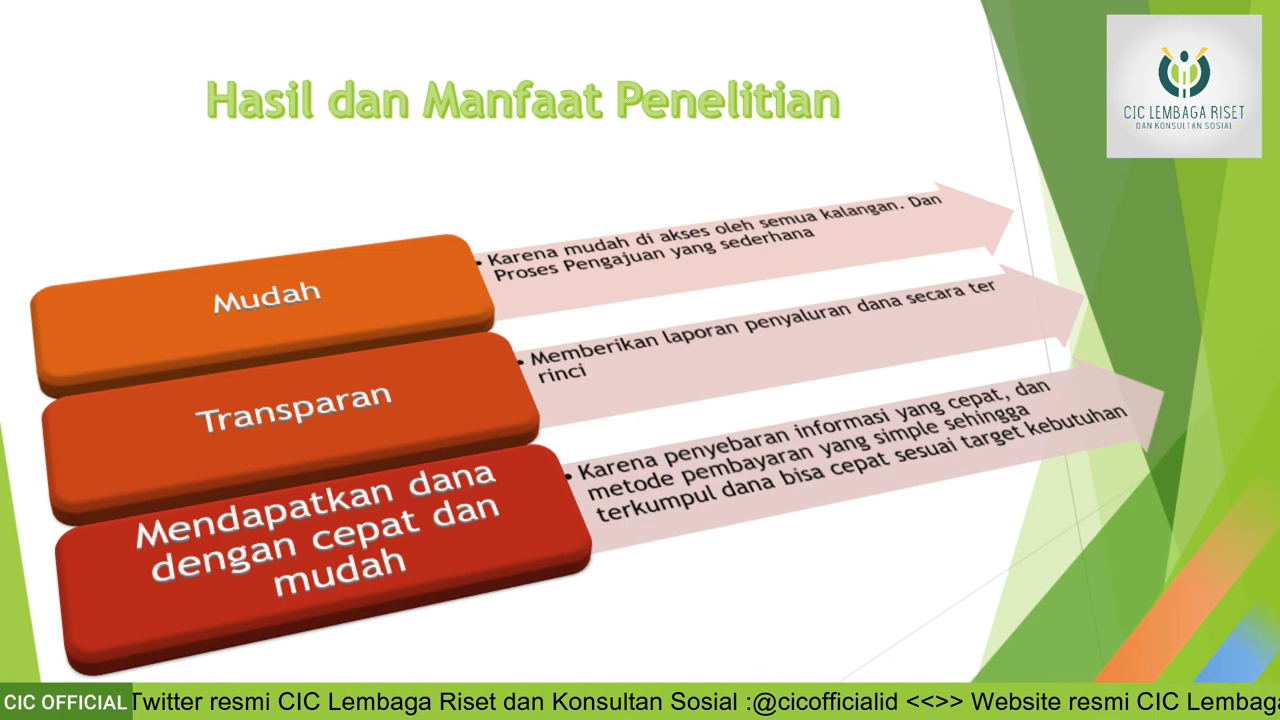 Hasil dan Manfaat Penelitian
CIC LEMBAGA RISET
DAN KONSULTAN SOSIAL
Mudah
• Karena mudah di akses oleh semua kalangan. Dan
Proses Pengajuan yang sederhana
Transparan
• Memberikan laporan penyaluran dana secara ter
rinci
Mendapatkan dana
dengan cepat dan
mudah
• Karena penyebaran informasi yang cepat, dan
metode pembayaran yang simple sehingga
terkumpul dana bisa cepat sesuai target kebutuhan
CIC OFFICIAL
Twitter resmi CIC Lembaga Riset dan Konsultan Sosial :@cicofficialid <<>> Website resmi CIC Lembaga